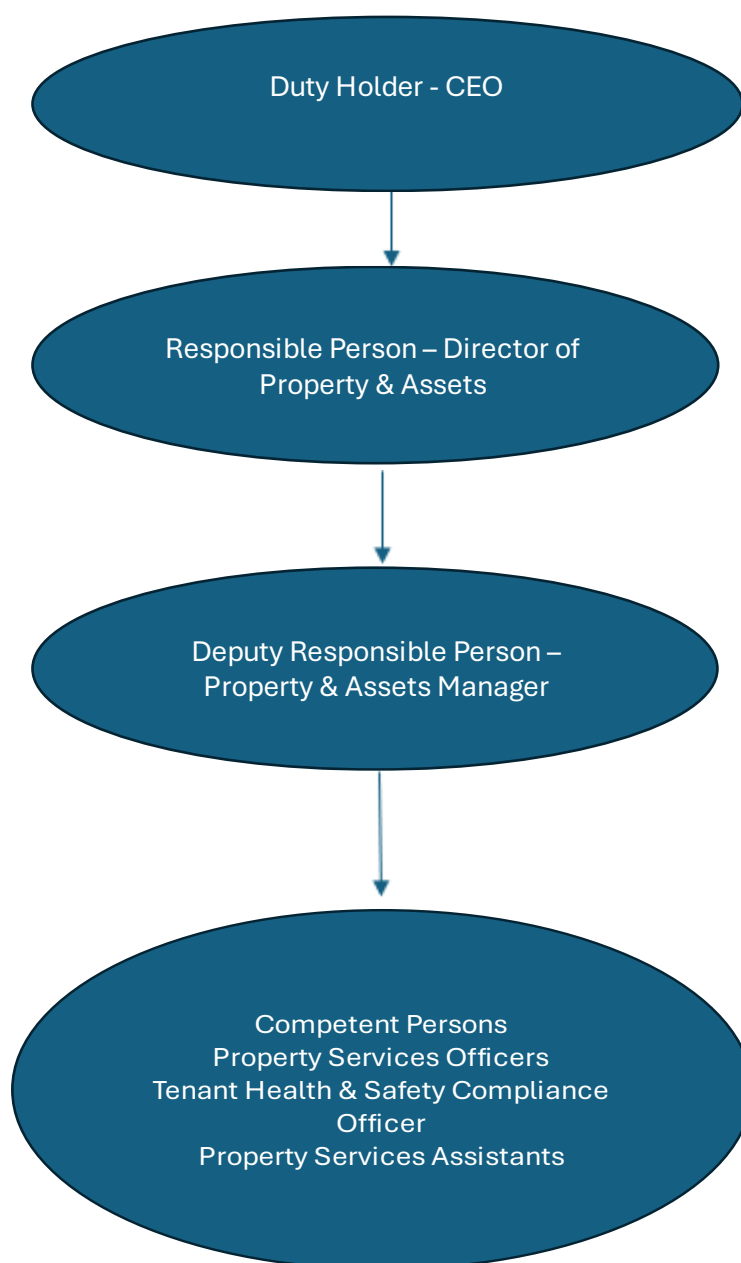 Duty Holder - CEO
Responsible Person – Director of
Property & Assets
Deputy Responsible Person –
Property & Assets Manager
Competent Persons
Property Services Officers
Tenant Health & Safety Compliance
Officer
Property Services Assistants